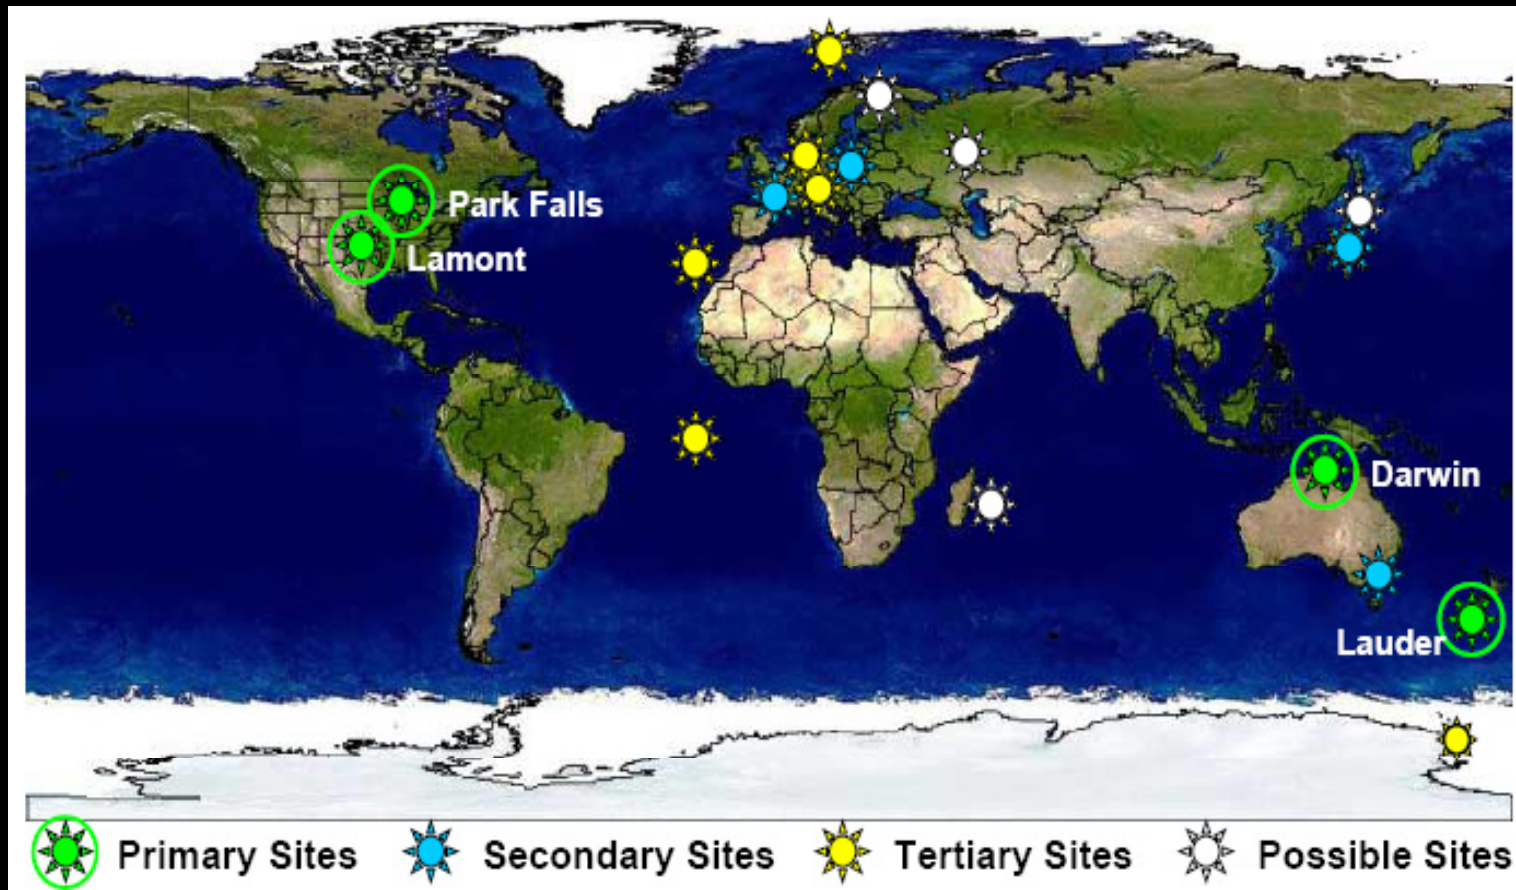 Park Falls
Lamont
Darwin
Lauder
Primary Sites
Secondary Sites
Tertiary Sites
Possible Sites